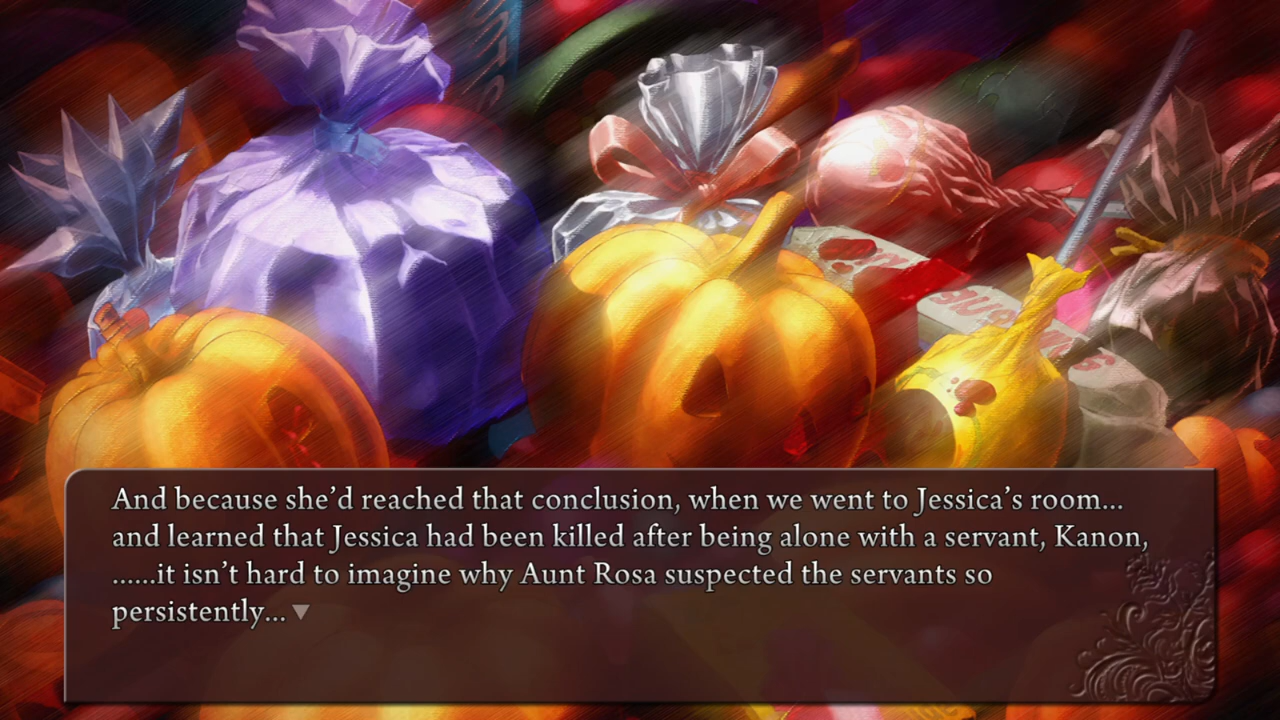 And because she'd reached that conclusion, when we went to Jessica's room...
and learned that Jessica had been killed after being alone with a servant, Kanon,
......it isn't hard to imagine why Aunt Rosa suspected the servants so
persistently...